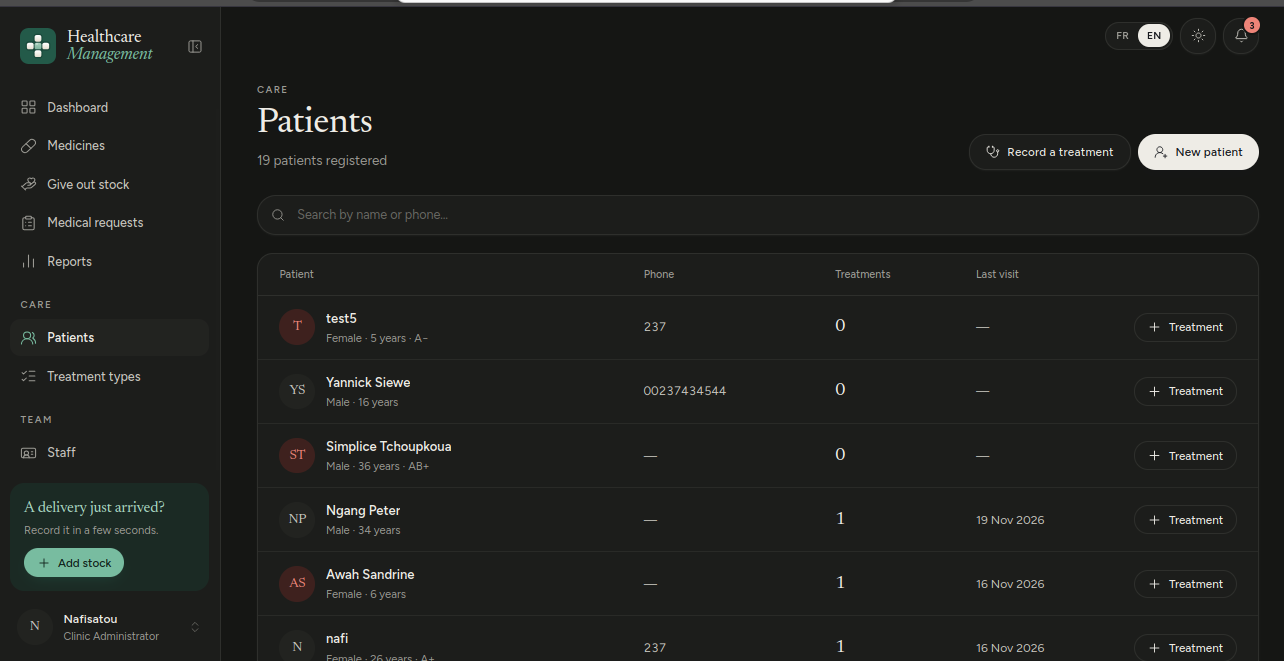 Healthcare
Management
FR EN
3
Dashboard
Medicines
Give out stock
Medical requests
Reports
CARE
Patients
Treatment types
TEAM
Staff
A delivery just arrived?
Record it in a few seconds.
+ Add stock
N Nafisatou
Clinic Administrator
CARE
Patients
19 patients registered
Record a treatment
New patient
Search by name or phone...
Patient Phone Treatments Last visit
T test5 237 0 — + Treatment
Female · 5 years · A−
YS Yannick Siewe 00237434544 0 — + Treatment
Male · 16 years
ST Simplice Tchoupkoua — 0 — + Treatment
Male · 36 years · AB+
NP Ngang Peter — 1 19 Nov 2026 + Treatment
Male · 34 years
AS Awah Sandrine — 1 16 Nov 2026 + Treatment
Female · 6 years
N nafi 237 1 16 Nov 2026 + Treatment
Female · 26 years · A+